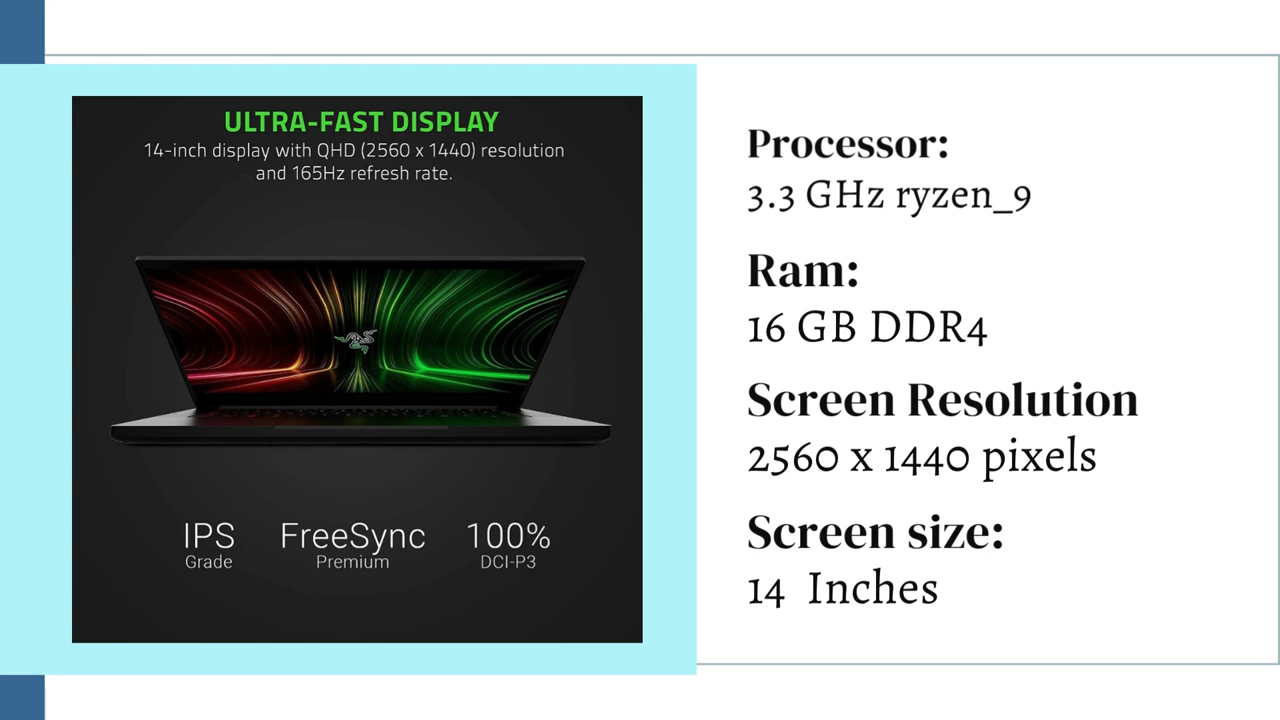 ULTRA-FAST DISPLAY
14-inch display with QHD (2560 x 1440) resolution
and 165Hz refresh rate.
IPS
Grade
FreeSync
Premium
100%
DCI-P3
Processor:
3.3 GHz ryzen_9
Ram:
16 GB DDR4
Screen Resolution
2560 x 1440 pixels
Screen size:
14 Inches